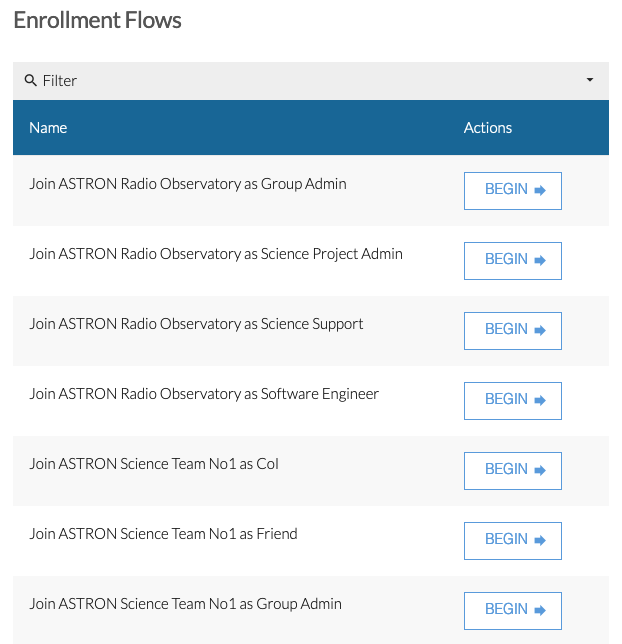 Enrollment Flows
Filter
Name Actions
Join ASTRON Radio Observatory as Group Admin BEGIN
Join ASTRON Radio Observatory as Science Project Admin BEGIN
Join ASTRON Radio Observatory as Science Support BEGIN
Join ASTRON Radio Observatory as Software Engineer BEGIN
Join ASTRON Science Team No1 as CoI BEGIN
Join ASTRON Science Team No1 as Friend BEGIN
Join ASTRON Science Team No1 as Group Admin BEGIN